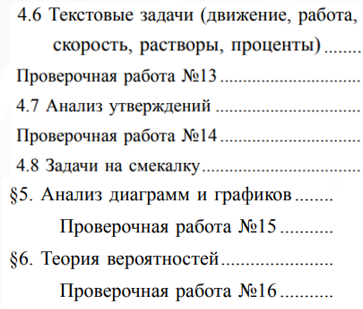 4.6 Текстовые задачи (движение, работа,
скорость, растворы, проценты) ........
Проверочная работа №13 ........................
4.7 Анализ утверждений ..........................
Проверочная работа №14 ........................
4.8 Задачи на смекалку............................
§5. Анализ диаграмм и графиков ........
Проверочная работа №15 ...........
§6. Теория вероятностей.......................
Проверочная работа №16 ...........